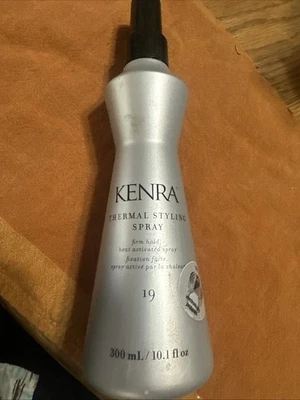 KENRA
THERMAL STYLING
SPRAY
firm hold,
heat activated spray
fixation forte,
spray activé par la chaleur
19
300 mL / 10.1 fl oz